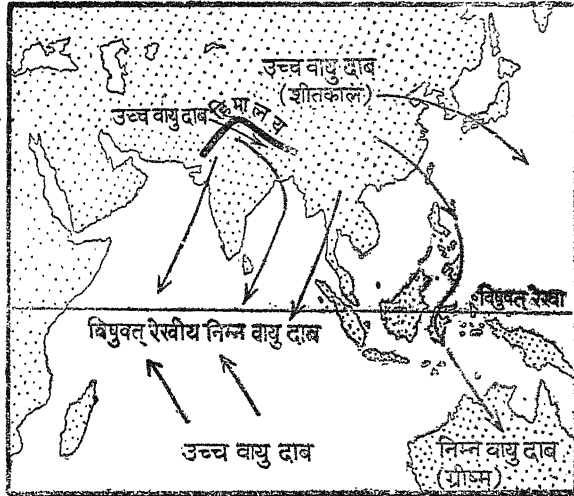 उच्च वायु दाब
(शीतकाल)
उच्च वायु दाब
हिमालय
विषुवत् रेखा
विषुवत् रेखीय निम्न वायु दाब
उच्च वायु दाब
निम्न वायु दाब
(ग्रीष्म)